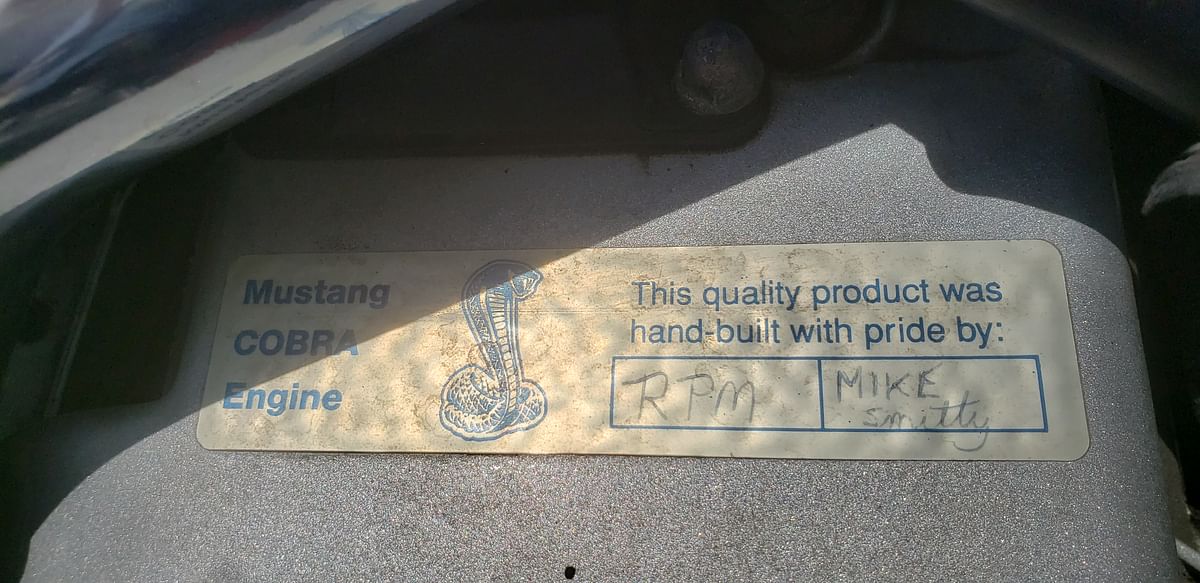 Mustang
COBRA
Engine
This quality product was
hand-built with pride by:
RPM
MIKE
smitty